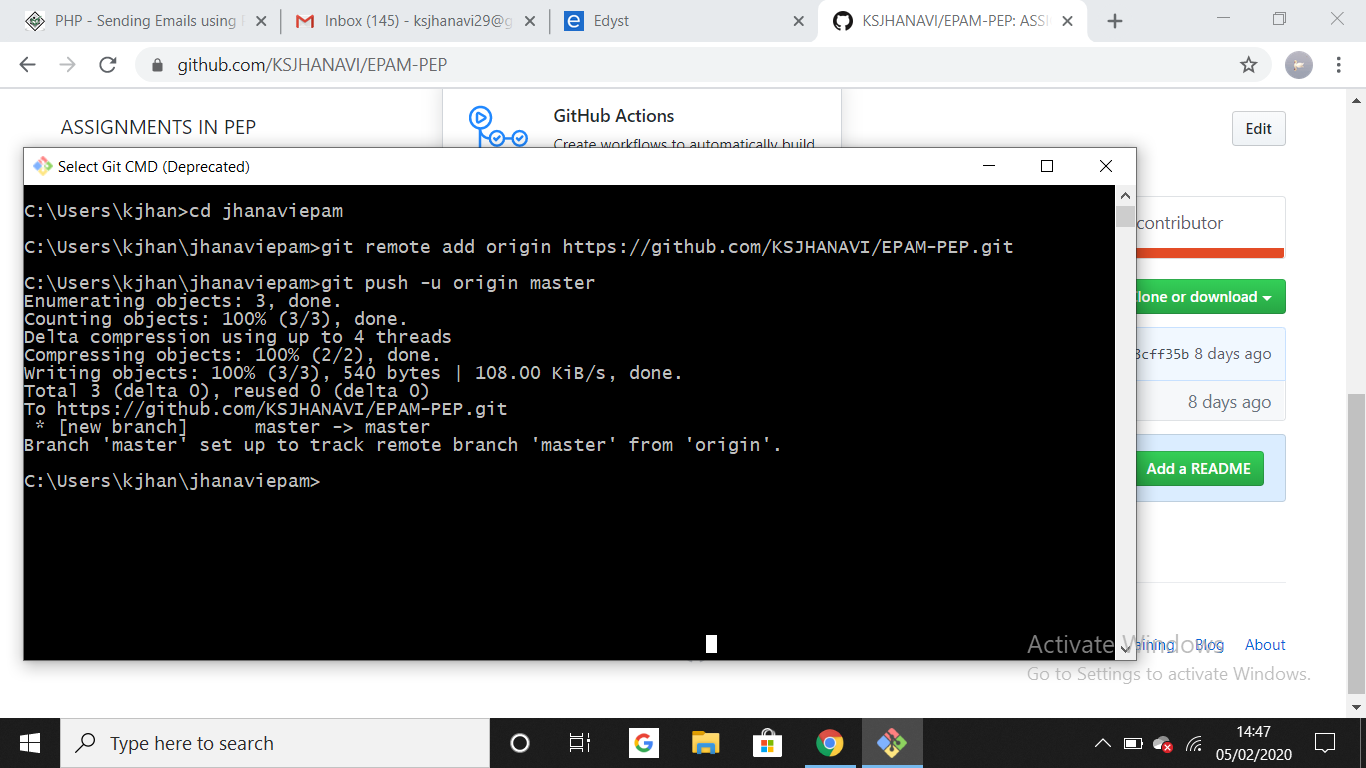 PHP - Sending Emails using
Inbox (145) - ksjhanavi29@g
Edyst
KSJHANAVI/EPAM-PEP: ASSI
github.com/KSJHANAVI/EPAM-PEP
ASSIGNMENTS IN PEP
GitHub Actions
Create workflows to automatically build
Edit
Select Git CMD (Deprecated)
C:\Users\kjhan>cd jhanaviepam
C:\Users\kjhan\jhanaviepam>git remote add origin https://github.com/KSJHANAVI/EPAM-PEP.git
C:\Users\kjhan\jhanaviepam>git push -u origin master
Enumerating objects: 3, done.
Counting objects: 100% (3/3), done.
Delta compression using up to 4 threads
Compressing objects: 100% (2/2), done.
Writing objects: 100% (3/3), 540 bytes | 108.00 KiB/s, done.
Total 3 (delta 0), reused 0 (delta 0)
To https://github.com/KSJHANAVI/EPAM-PEP.git
* [new branch]      master -> master
Branch 'master' set up to track remote branch 'master' from 'origin'.
C:\Users\kjhan\jhanaviepam>
contributor
lone or download
3cff35b 8 days ago
8 days ago
Add a README
aining Blog About
Activate Windows
Go to Settings to activate Windows.
Type here to search
14:47
05/02/2020